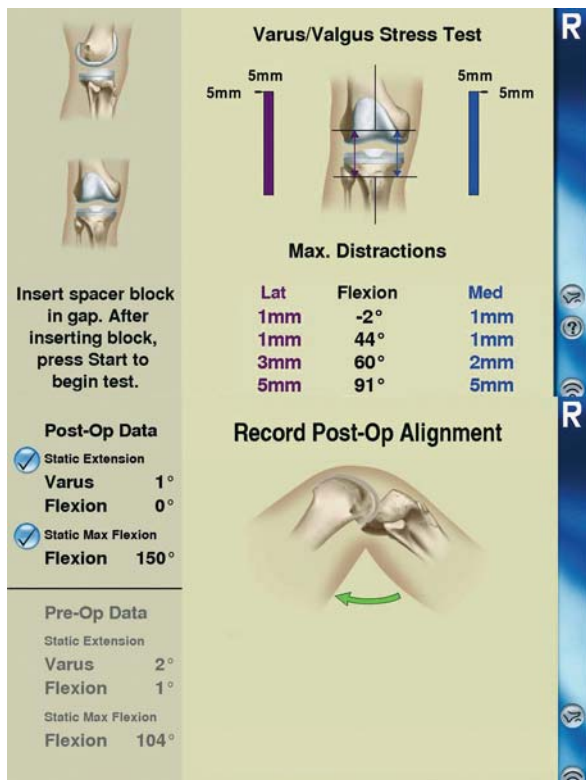 R
Varus/Valgus Stress Test
5mm 5mm
5mm 5mm
Max. Distractions
Insert spacer block
in gap. After
inserting block,
press Start to
begin test.
Lat Flexion Med
1mm -2° 1mm
1mm 44° 1mm
3mm 60° 2mm
5mm 91° 5mm
?
R
Post-Op Data
Static Extension
Varus 1°
Flexion 0°
Static Max Flexion
Flexion 150°
Record Post-Op Alignment
Pre-Op Data
Static Extension
Varus 2°
Flexion 1°
Static Max Flexion
Flexion 104°